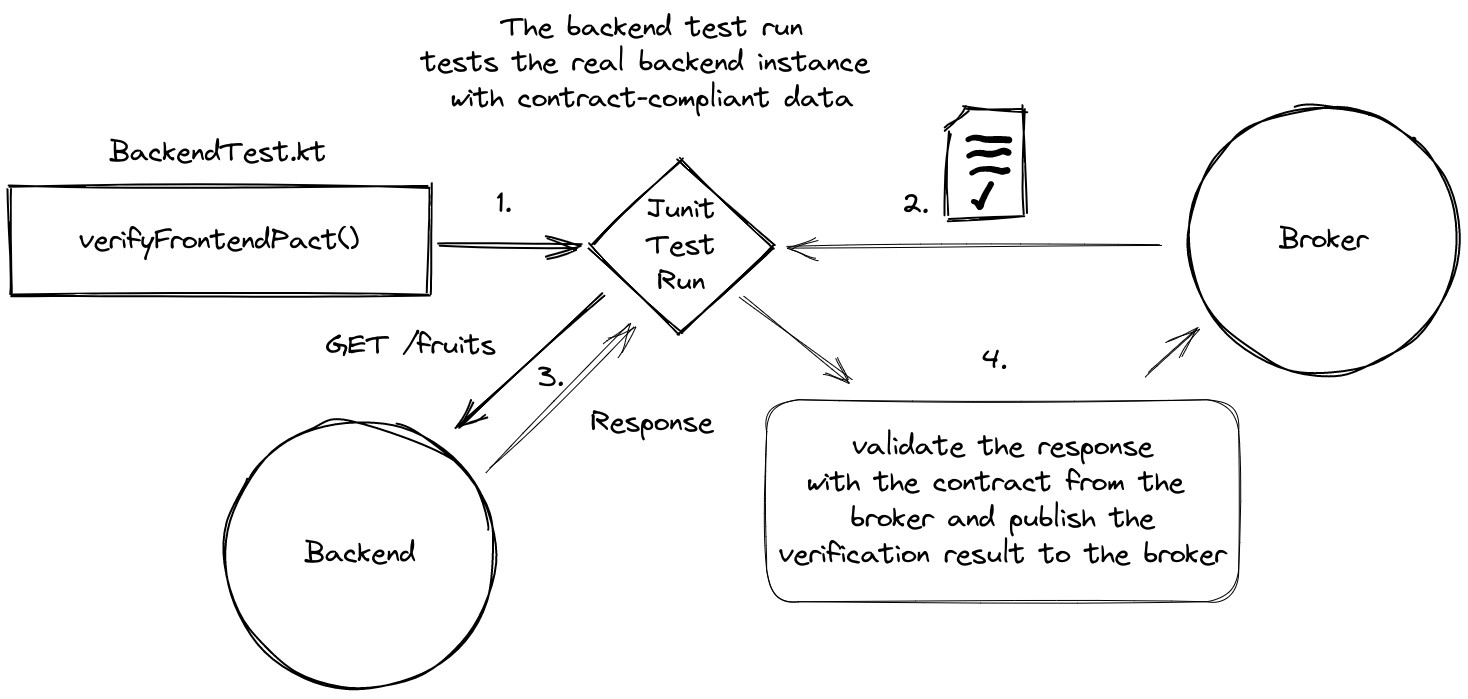 The backend test run
tests the real backend instance
with contract-compliant data
BackendTest.kt
verifyFrontendPact()
1.
Junit
Test
Run
2.
Broker
GET /fruits
3.
Response
4.
Backend
validate the response
with the contract from the
broker and publish the
verification result to the broker